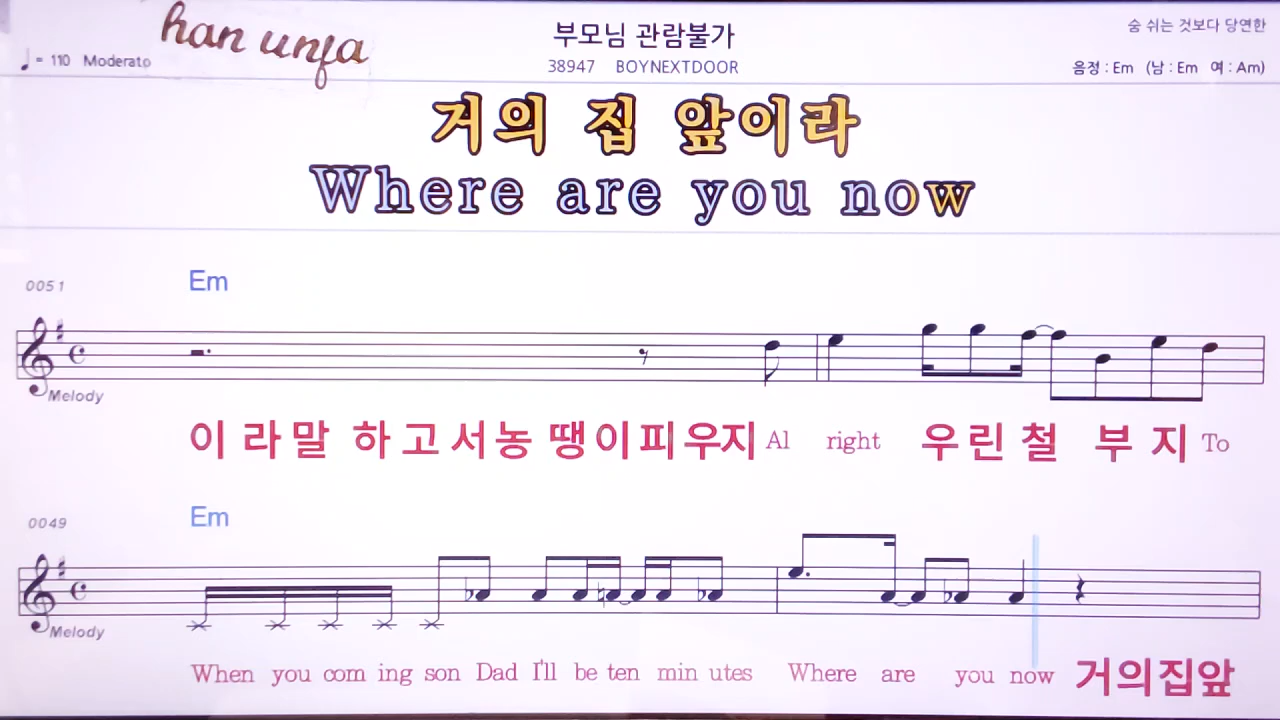 han unja
부모님 관람불가
숨 쉬는 것보다 당연한
♩= 110 Moderato
38947 BOYNEXTDOOR
음정 : Em (남 : Em 여 : Am)
거의 집 앞이라
Where are you now
0051
Em
Melody
이 라 말 하 고 서 농 땡 이 피 우지 Al right 우 린 철 부 지 To
0049
Em
Melody
When you com ing son Dad I'll be ten min utes Where are you now 거의집앞